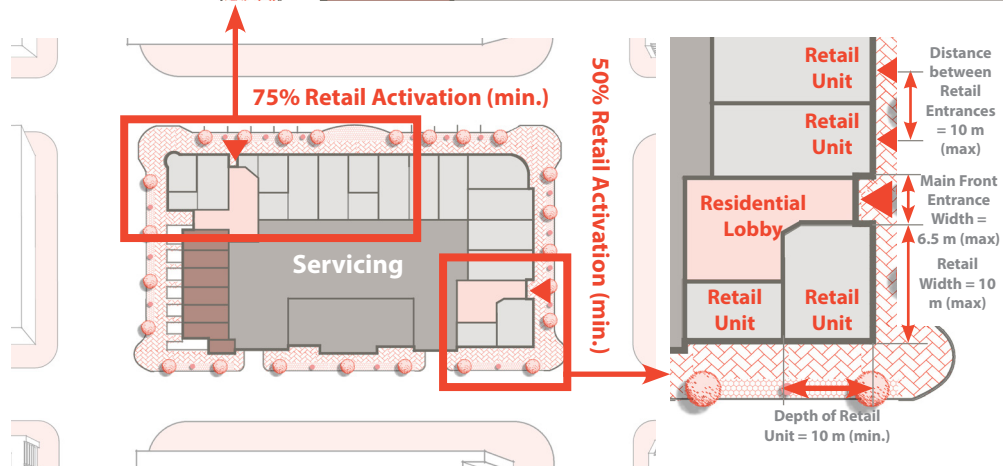 75% Retail Activation (min.)
50% Retail Activation (min.)
Servicing
Retail
Unit
Retail
Unit
Residential
Lobby
Retail
Unit
Retail
Unit
Distance
between
Retail
Entrances
= 10 m
(max)
Main Front
Entrance
Width =
6.5 m (max)
Retail
Width = 10
m (max)
Depth of Retail
Unit = 10 m (min.)